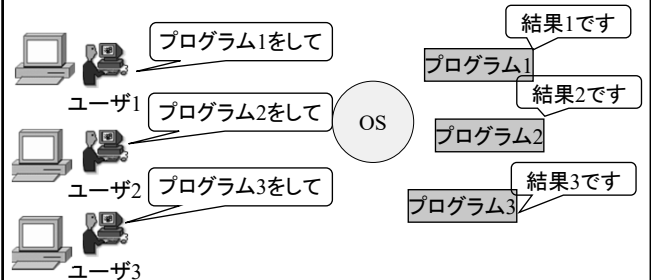 プログラム1をして
ユーザ1
プログラム2をして
ユーザ2
プログラム3をして
ユーザ3
OS
結果1です
プログラム1
結果2です
プログラム2
結果3です
プログラム3